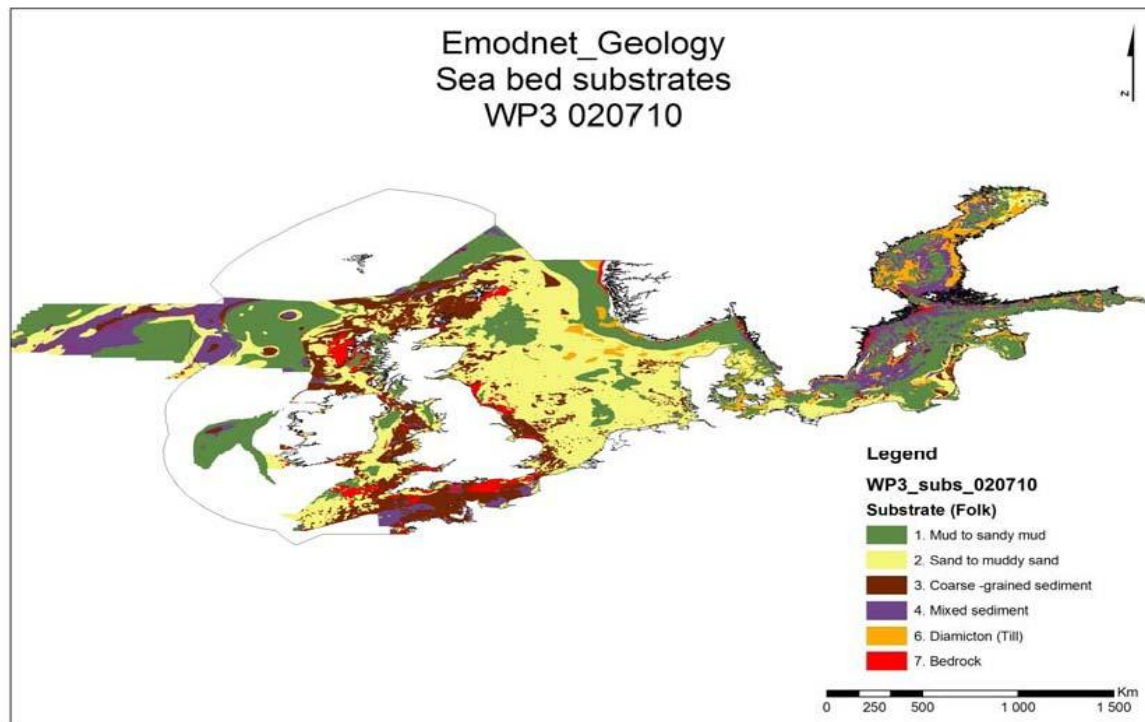 Emodnet_Geology
Sea bed substrates
WP3 020710
N
Legend
WP3_subs_020710
Substrate (Folk)
1. Mud to sandy mud
2. Sand to muddy sand
3. Coarse -grained sediment
4. Mixed sediment
6. Diamicton (Till)
7. Bedrock
Km
0 250 500 1 000 1 500